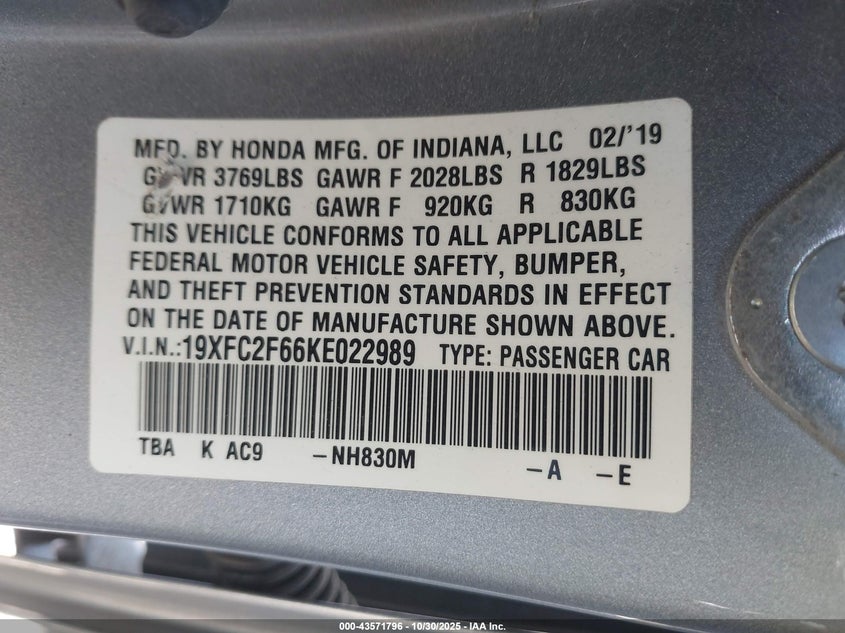 MFD. BY HONDA MFG. OF INDIANA, LLC 02/'19
GVWR 3769LBS GAWR F 2028LBS R 1829LBS
GVWR 1710KG GAWR F 920KG R 830KG
THIS VEHICLE CONFORMS TO ALL APPLICABLE
FEDERAL MOTOR VEHICLE SAFETY, BUMPER,
AND THEFT PREVENTION STANDARDS IN EFFECT
ON THE DATE OF MANUFACTURE SHOWN ABOVE.
V.I.N.:19XFC2F66KE022989 TYPE: PASSENGER CAR
TBA K AC9 -NH830M -A -E
000-43571796 - 10/30/2025 - IAA Inc.